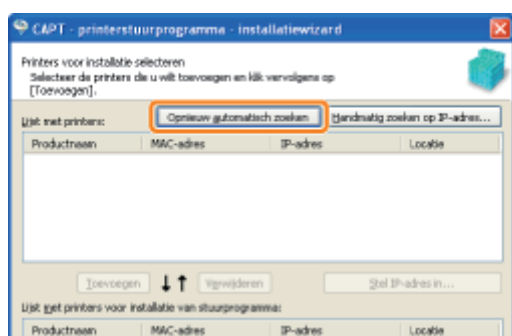 CAPT - printerstuurprogramma - installatiewizard
Printers voor installatie selecteren
Selecteer de printers die u wilt toevoegen en klik vervolgens op
[Toevoegen].
Lijst met printers: Opnieuw automatisch zoeken Handmatig zoeken op IP-adres...
Productnaam MAC-adres IP-adres Locatie
Toevoegen Verwijderen Stel IP-adres in...
Lijst met printers voor installatie van stuurprogramma:
Productnaam MAC-adres IP-adres Locatie